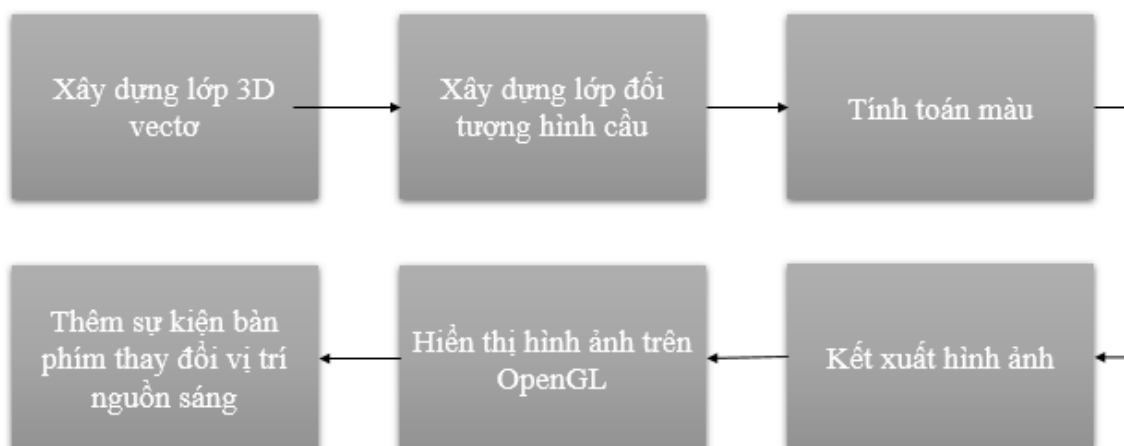 Xây dựng lớp 3D
vectơ
Xây dựng lớp đối
tượng hình cầu
Tính toán màu
Kết xuất hình ảnh
Hiển thị hình ảnh trên
OpenGL
Thêm sự kiện bàn
phím thay đổi vị trí
nguồn sáng